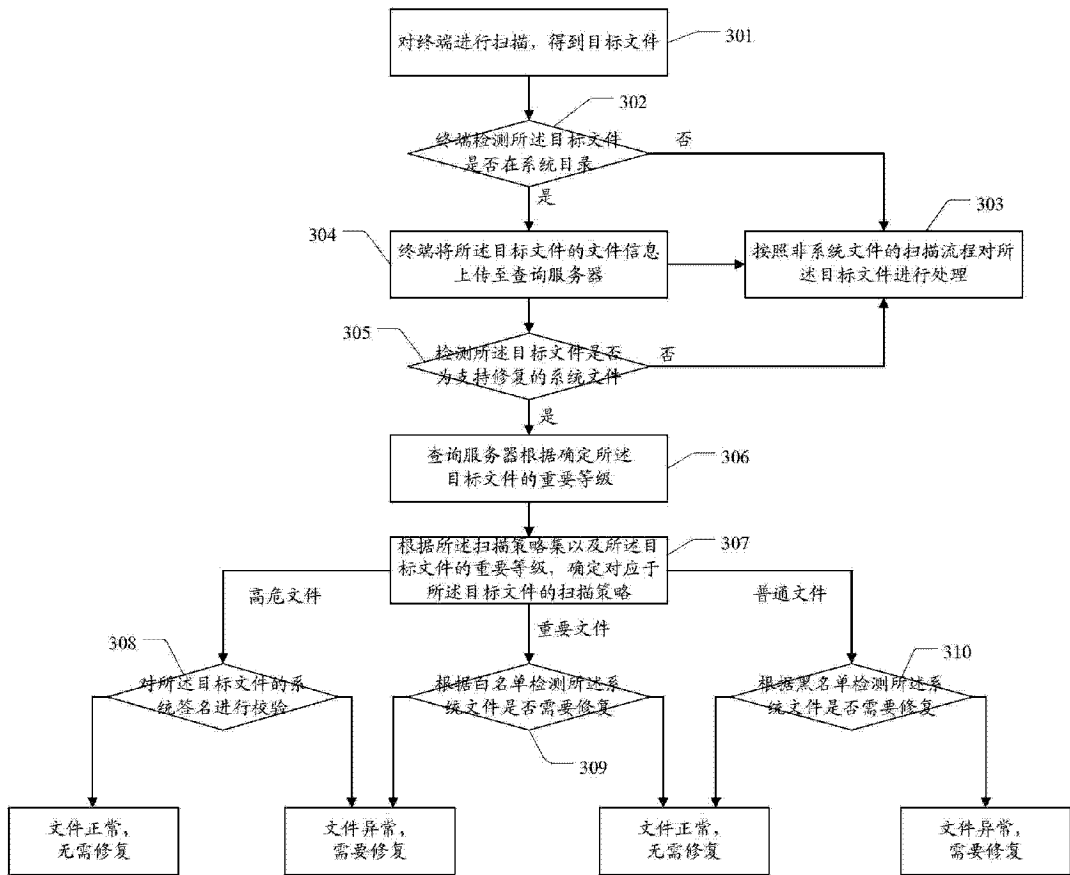 对终端进行扫描，得到目标文件
301
302
终端检测所述目标文件
是否在系统目录
否
是
303
304
终端将所述目标文件的文件信息
上传至查询服务器
按照非系统文件的扫描流程对所
述目标文件进行处理
305
检测所述目标文件是否
为支持修复的系统文件
否
是
查询服务器根据确定所述
目标文件的重要等级
306
根据所述扫描策略集以及所述目
标文件的重要等级，确定对应于
所述目标文件的扫描策略
307
高危文件
重要文件
普通文件
308
对所述目标文件的系
统签名进行校验
根据白名单检测所述系
统文件是否需要修复
309
310
根据黑名单检测所述系
统文件是否需要修复
文件正常，
无需修复
文件异常，
需要修复
文件正常，
无需修复
文件异常，
需要修复